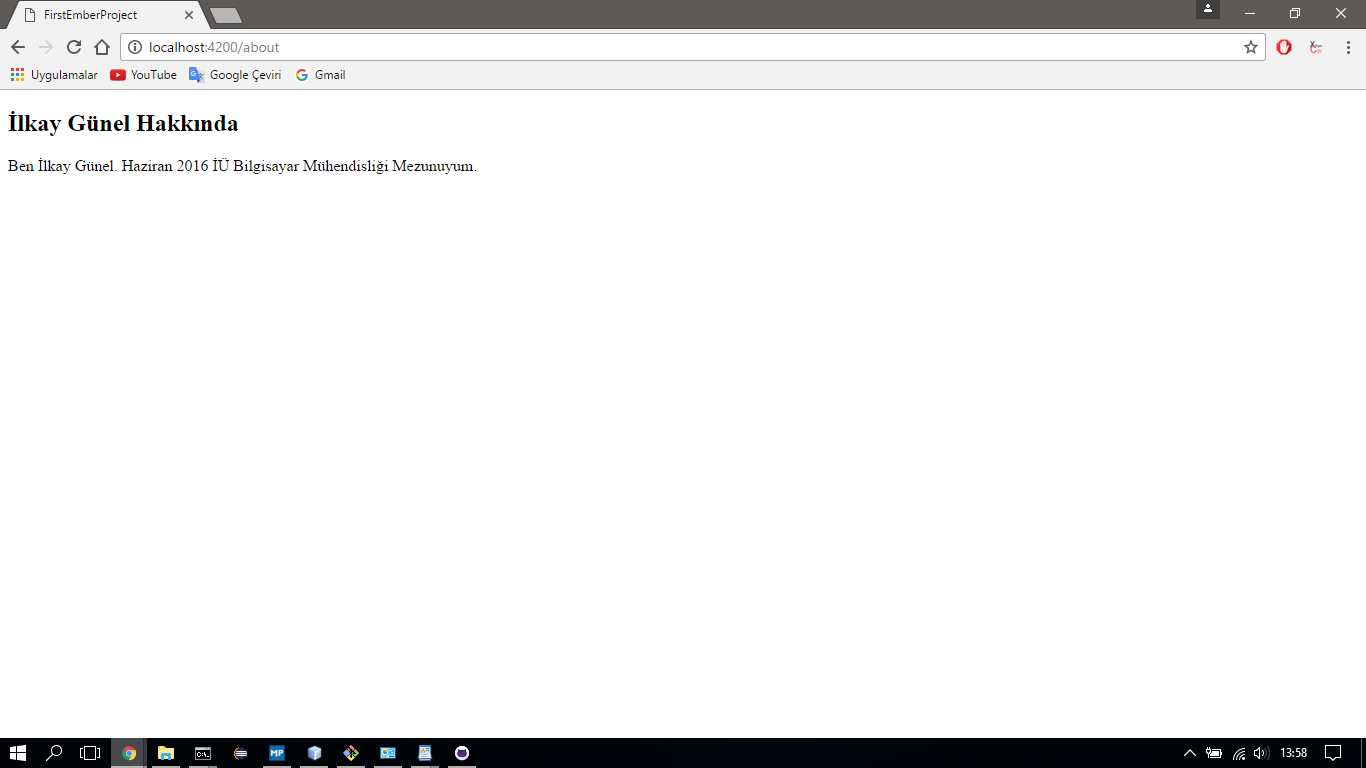 FirstEmberProject
localhost:4200/about
Uygulamalar YouTube Google Çeviri Gmail
İlkay Günel Hakkında
Ben İlkay Günel. Haziran 2016 İÜ Bilgisayar Mühendisliği Mezunuyum.
C:\. MP 13:58